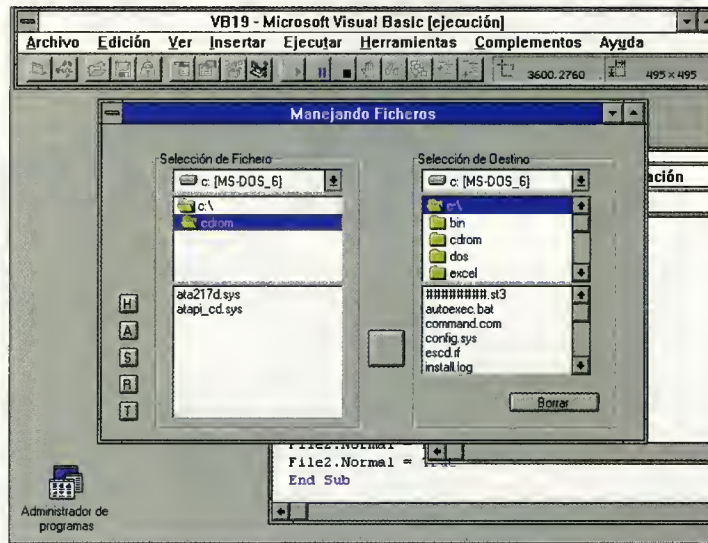 VB19 - Microsoft Visual Basic [ejecución]
Archivo Edición Ver Insertar Ejecutar Herramientas Complementos Ayuda
3600,2760 495 × 495
Manejando Ficheros
Selección de Fichero
c: [MS-DOS_6]
c:\
cdrom
ata217d.sys
atapi_cd.sys
H
A
S
R
T
Selección de Destino
c: [MS-DOS_6]
c:\
bin
cdrom
dos
excel
########.st3
autoexec.bat
command.com
config.sys
escd.rf
install.log
Borrar
ación
File2.Normal =
File2.Normal =
End Sub
Administrador de
programas